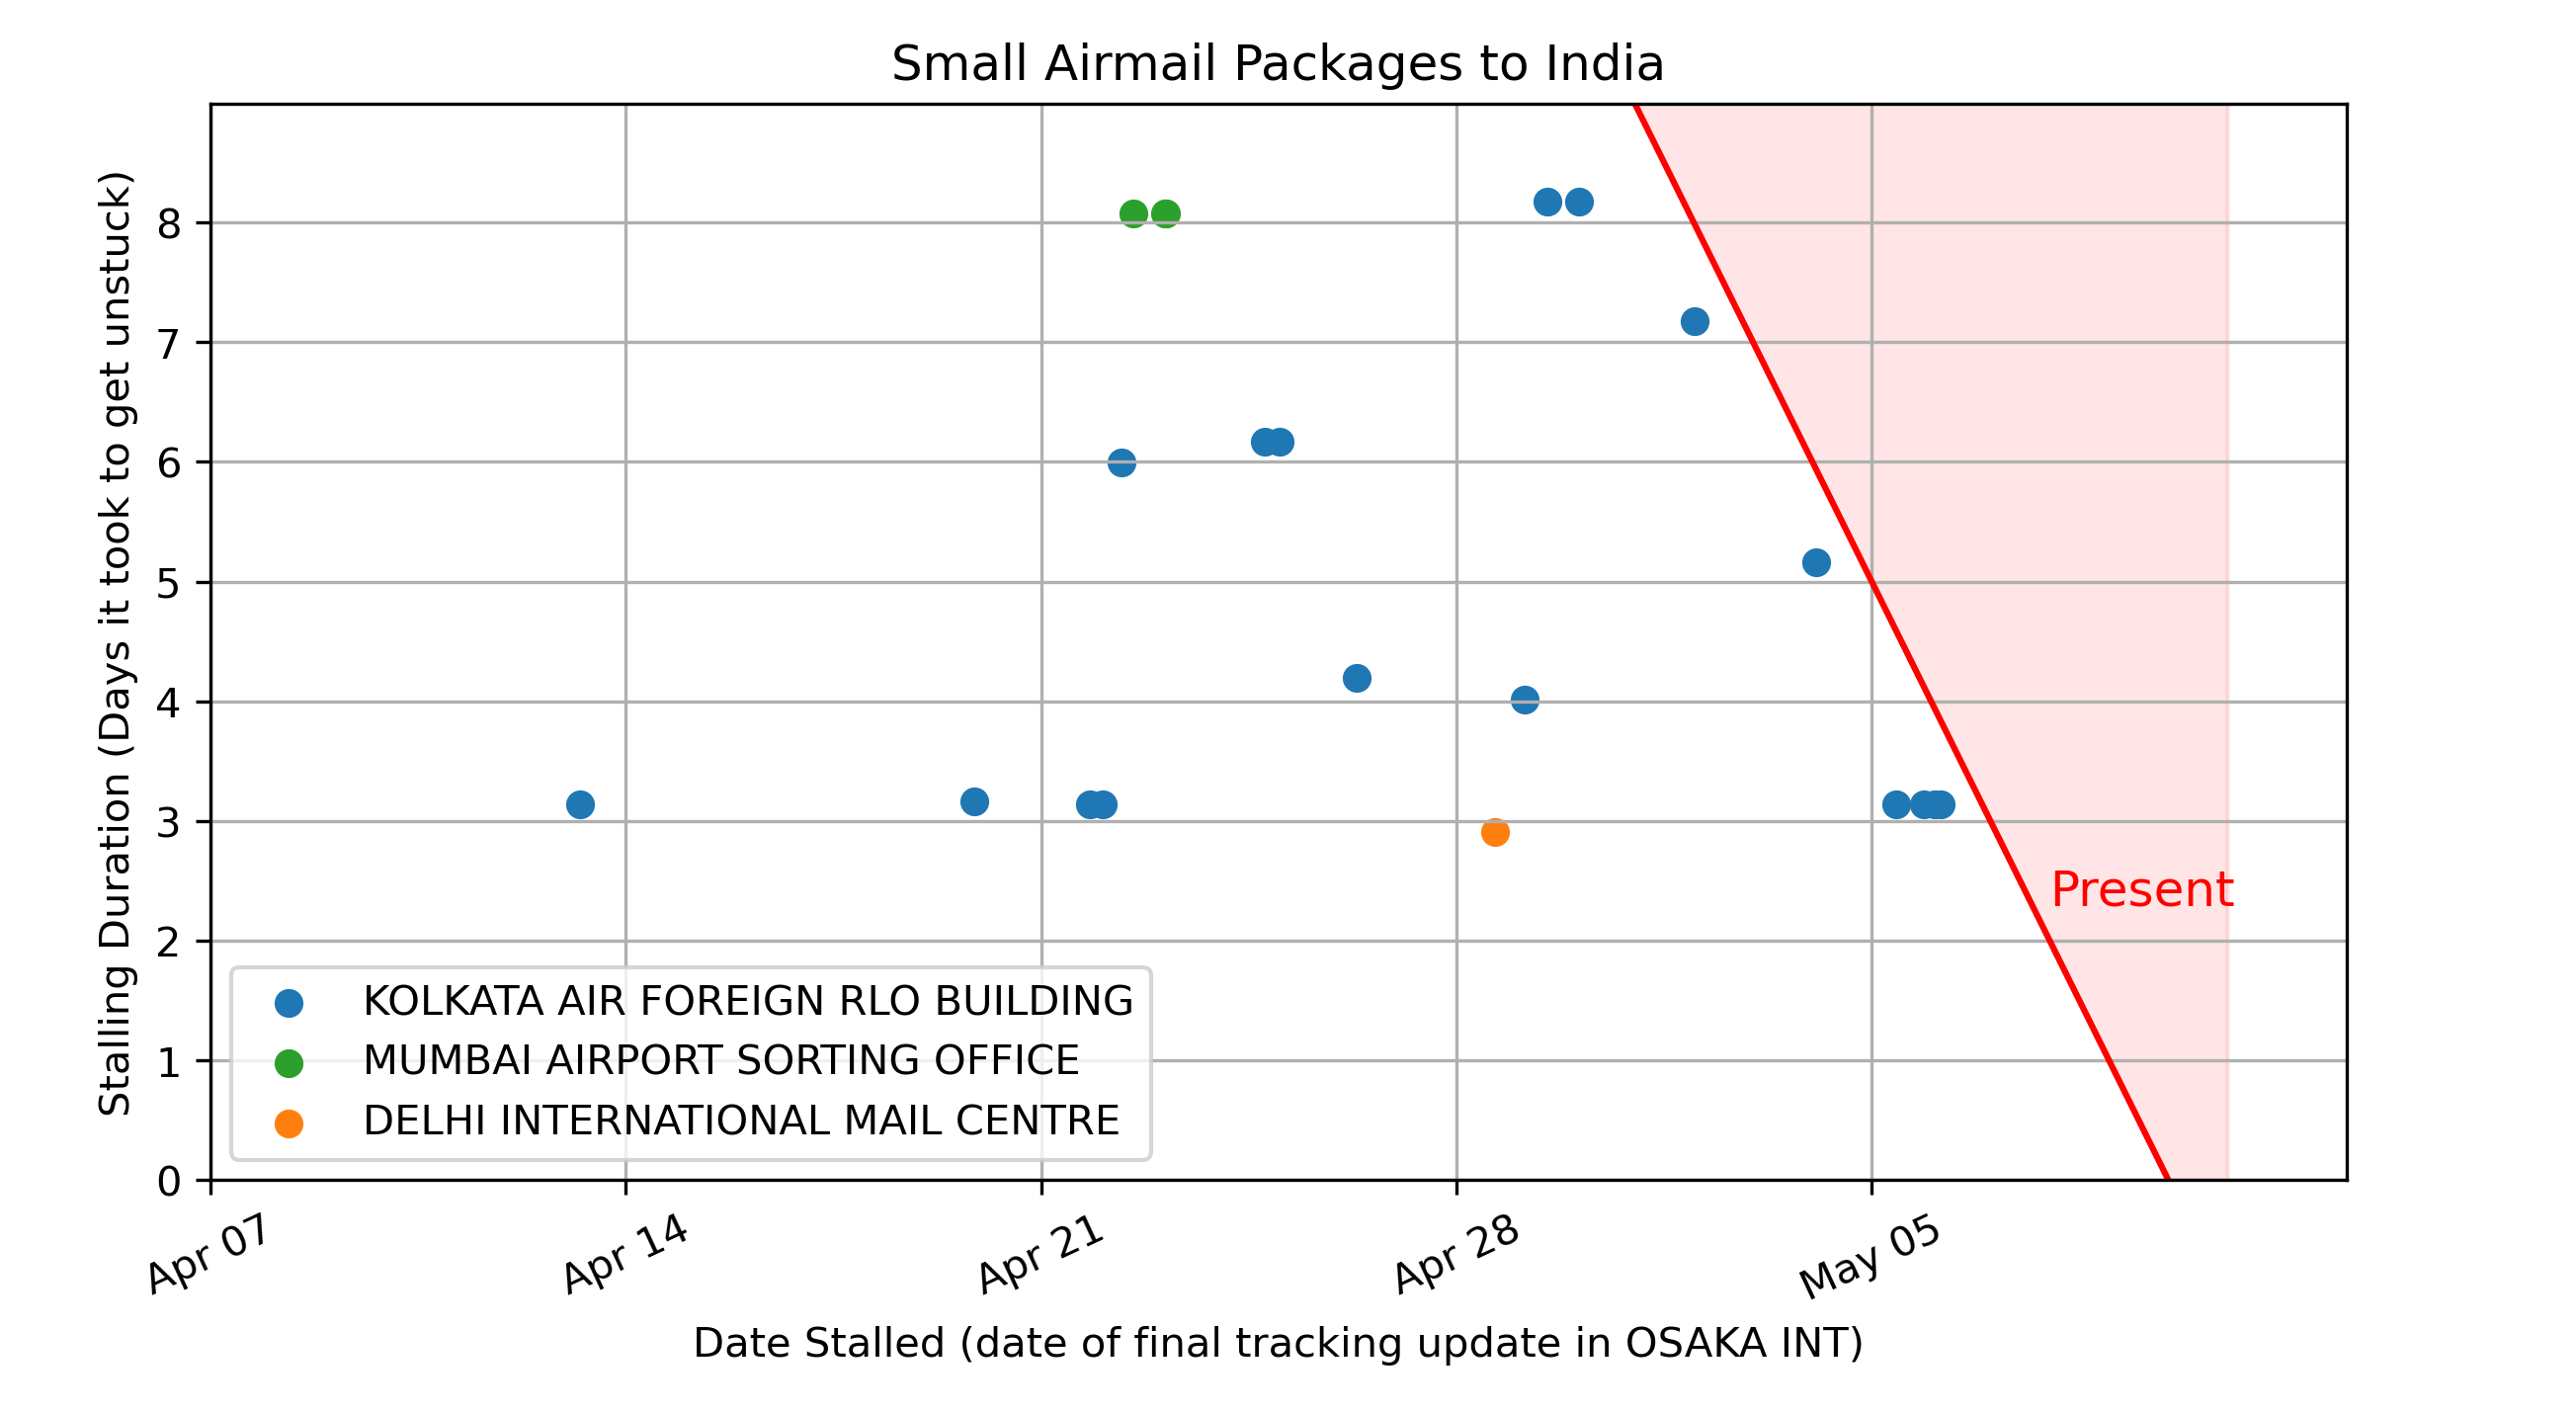 Small Airmail Packages to India
Stalling Duration (Days it took to get unstuck)
8
7
6
5
4
3
2
1
0
Present
KOLKATA AIR FOREIGN RLO BUILDING
MUMBAI AIRPORT SORTING OFFICE
DELHI INTERNATIONAL MAIL CENTRE
Apr 07
Apr 14
Apr 21
Apr 28
May 05
Date Stalled (date of final tracking update in OSAKA INT)